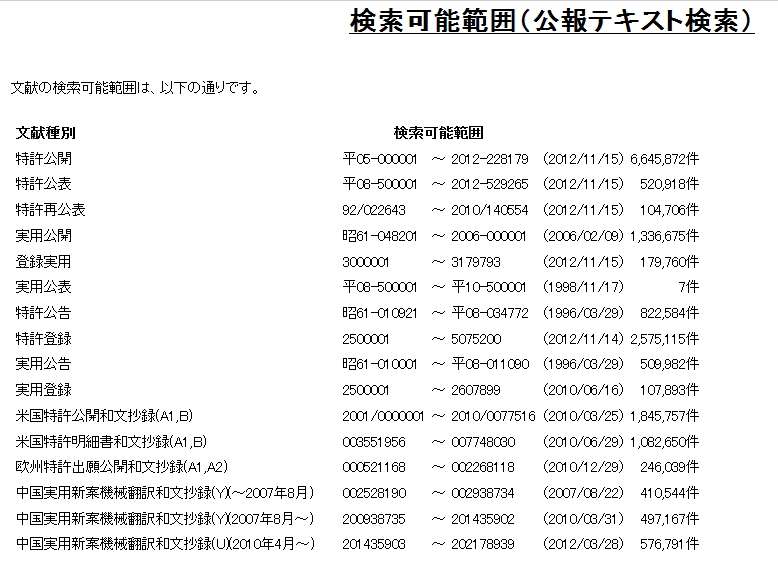 検索可能範囲(公報テキスト検索)
文献の検索可能範囲は、以下の通りです。
文献種別 検索可能範囲
特許公開 平05-000001 ～ 2012-228179 (2012/11/15) 6,645,872件
特許公表 平08-500001 ～ 2012-529265 (2012/11/15) 520,918件
特許再公表 92/022643 ～ 2010/140554 (2012/11/15) 104,706件
実用公開 昭61-048201 ～ 2006-000001 (2006/02/09) 1,336,675件
登録実用 3000001 ～ 3179793 (2012/11/15) 179,760件
実用公表 平08-500001 ～ 平10-500001 (1998/11/17) 7件
特許公告 昭61-010921 ～ 平08-034772 (1996/03/29) 822,584件
特許登録 2500001 ～ 5075200 (2012/11/14) 2,575,115件
実用公告 昭61-010001 ～ 平08-011090 (1996/03/29) 509,982件
実用登録 2500001 ～ 2607899 (2010/06/16) 107,893件
米国特許公開和文抄録(A1,B) 2001/0000001 ～ 2010/0077516 (2010/03/25) 1,845,757件
米国特許明細書和文抄録(A1,B) 003551956 ～ 007748030 (2010/06/29) 1,082,650件
欧州特許出願公開和文抄録(A1,A2) 000521168 ～ 002268118 (2010/12/29) 246,039件
中国実用新案機械翻訳和文抄録(Y)(～2007年8月) 002528190 ～ 002938734 (2007/08/22) 410,544件
中国実用新案機械翻訳和文抄録(Y)(2007年8月～) 200938735 ～ 201435902 (2010/03/31) 497,167件
中国実用新案機械翻訳和文抄録(U)(2010年4月～) 201435903 ～ 202178939 (2012/03/28) 576,791件